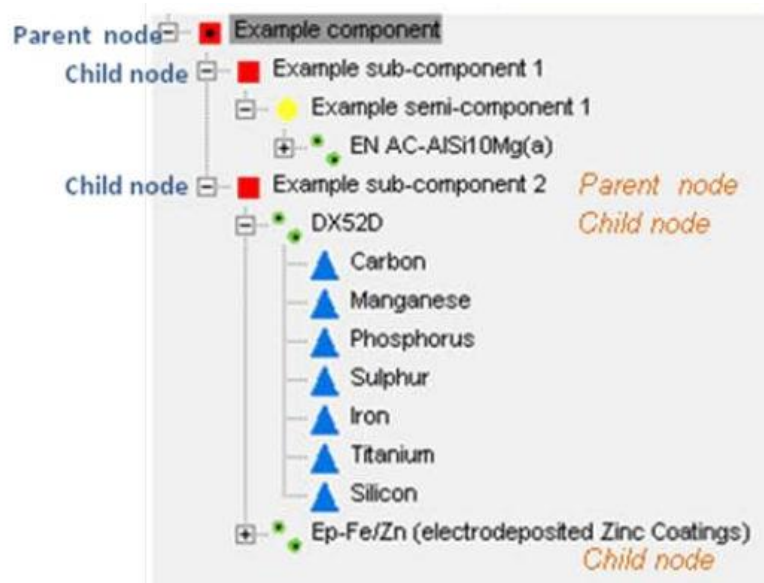 Parent node Example component
Child node Example sub-component 1
Example semi-component 1
EN AC-AlSi10Mg(a)
Child node Example sub-component 2 Parent node
DX52D Child node
Carbon
Manganese
Phosphorus
Sulphur
Iron
Titanium
Silicon
Ep-Fe/Zn (electrodeposited Zinc Coatings)
Child node